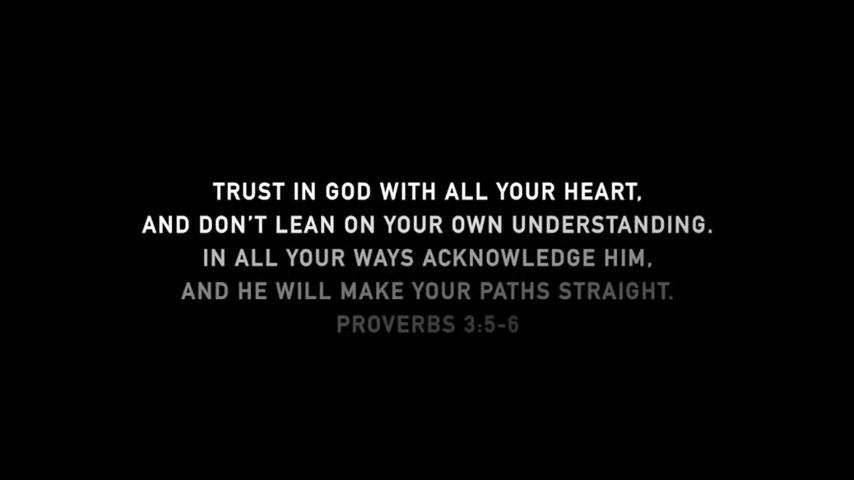 TRUST IN GOD WITH ALL YOUR HEART,
AND DON'T LEAN ON YOUR OWN UNDERSTANDING.
IN ALL YOUR WAYS ACKNOWLEDGE HIM,
AND HE WILL MAKE YOUR PATHS STRAIGHT.
PROVERBS 3:5-6